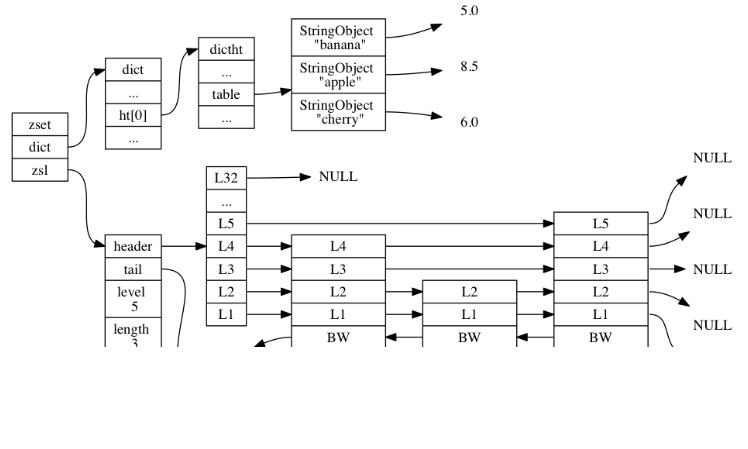 zset
dict
zsl
dict
...
ht[0]
...
dictht
...
table
...
StringObject
"banana"
StringObject
"apple"
StringObject
"cherry"
5.0
8.5
6.0
header
tail
level
5
length
3
L32
...
L5
L4
L3
L2
L1
NULL
L4
L3
L2
L1
BW
L2
L1
BW
L5
L4
L3
L2
L1
BW
NULL
NULL
NULL
NULL